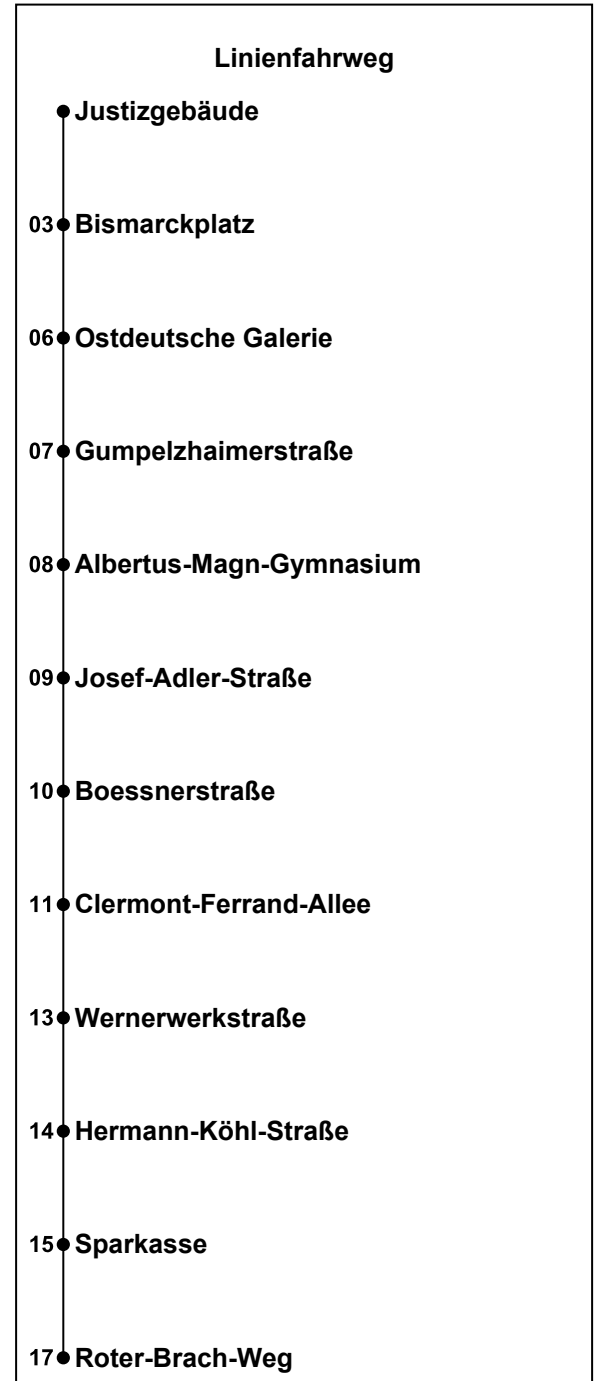 Linienfahrweg
Justizgebäude
03 Bismarckplatz
06 Ostdeutsche Galerie
07 Gumpelzhaimerstraße
08 Albertus-Magn-Gymnasium
09 Josef-Adler-Straße
10 Boessnerstraße
11 Clermont-Ferrand-Allee
13 Wernerwerkstraße
14 Hermann-Köhl-Straße
15 Sparkasse
17 Roter-Brach-Weg